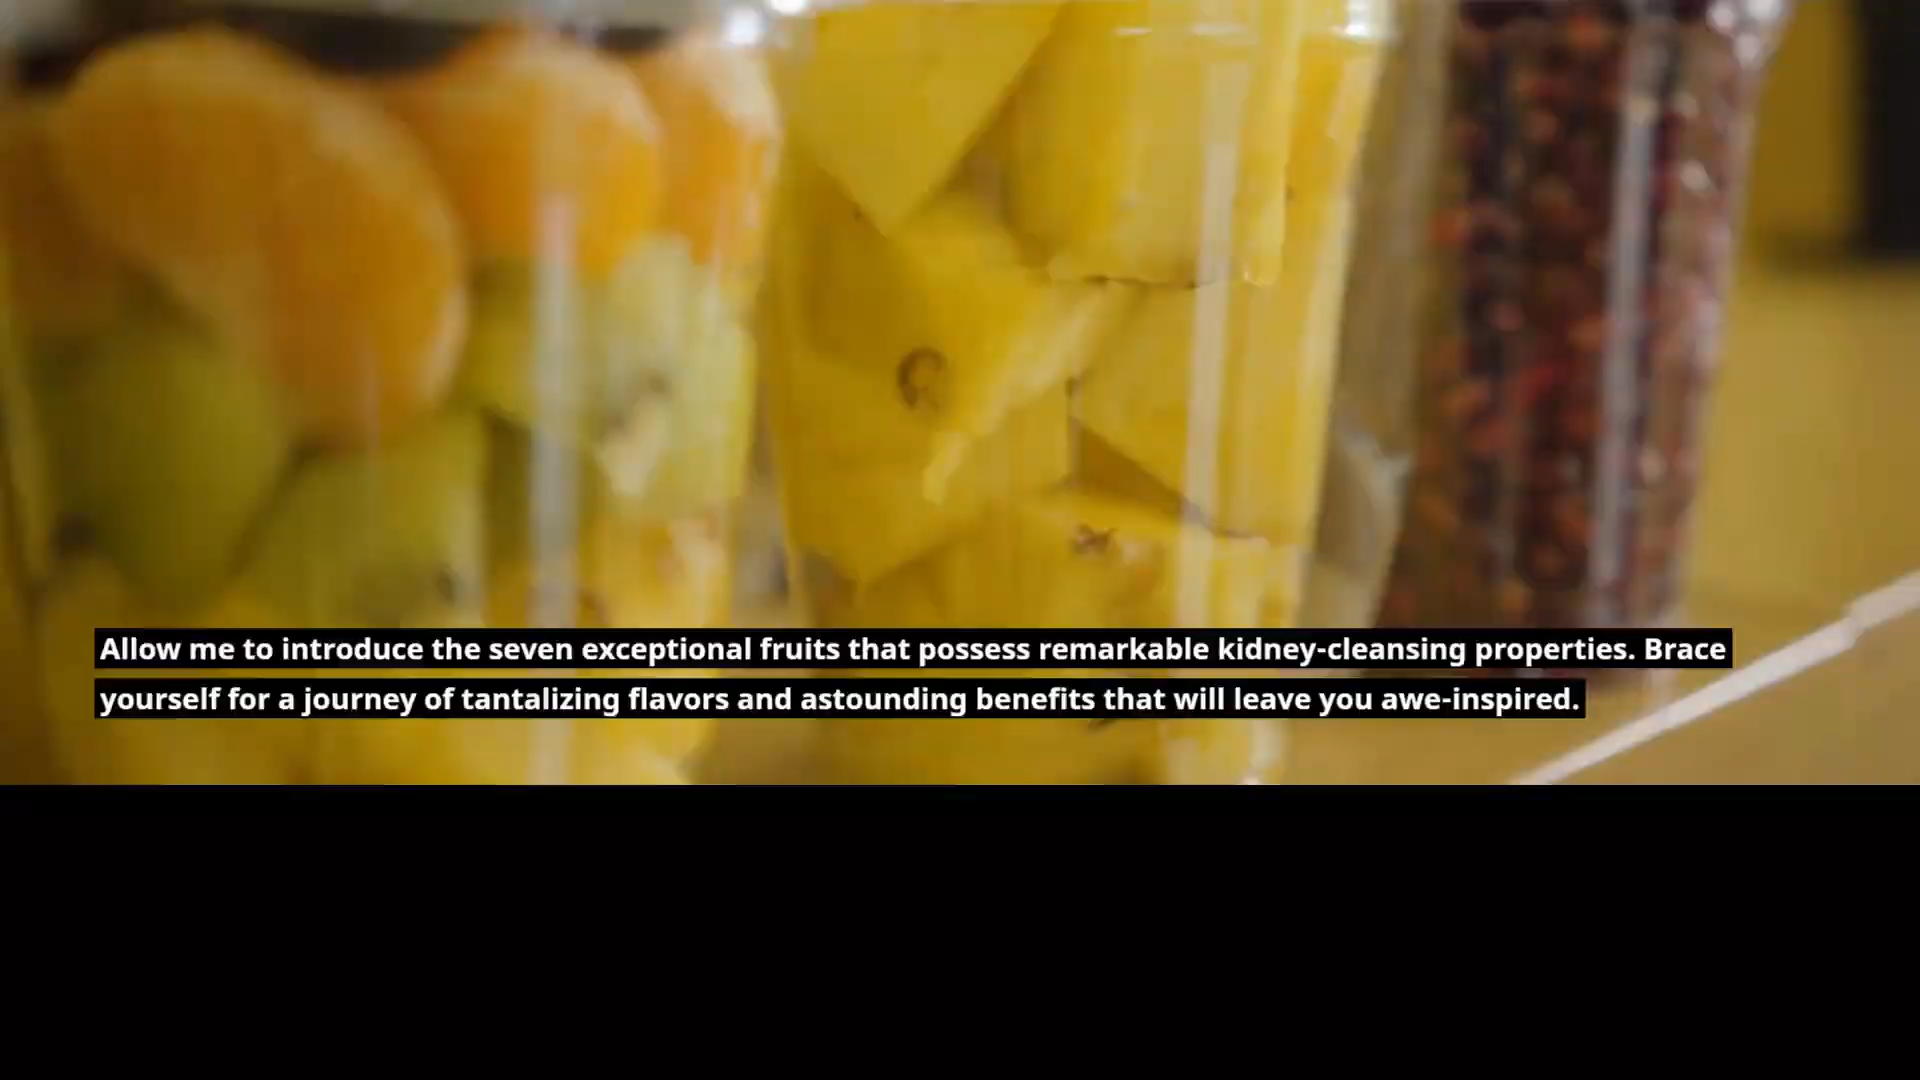 Allow me to introduce the seven exceptional fruits that possess remarkable kidney-cleansing properties. Brace
yourself for a journey of tantalizing flavors and astounding benefits that will leave you awe-inspired.